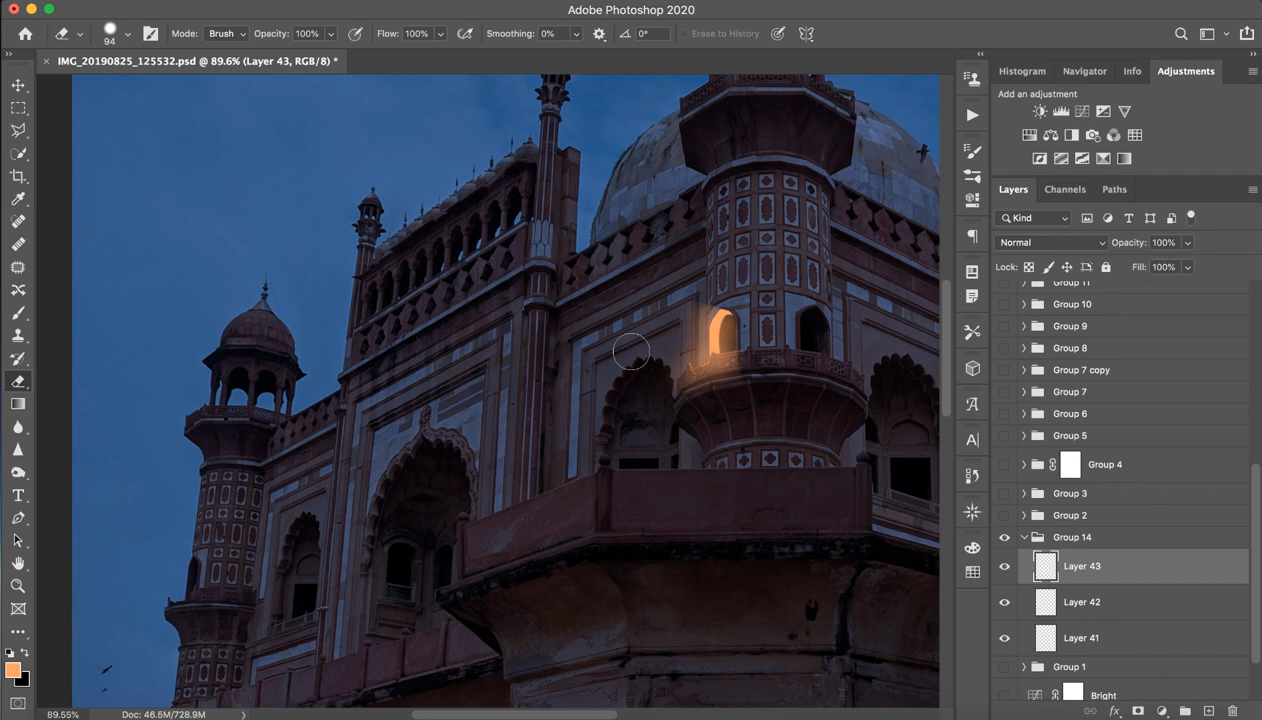 Adobe Photoshop 2020
94
Mode: Brush Opacity: 100% Flow: 100% Smoothing: 0% 0° Erase to History
IMG_20190825_125532.psd @ 89.6% (Layer 43, RGB/8) *
Histogram Navigator Info Adjustments
Add an adjustment
Layers Channels Paths
Kind
Normal Opacity: 100%
Lock: Fill: 100%
Group 11
Group 10
Group 9
Group 8
Group 7 copy
Group 7
Group 6
Group 5
Group 4
Group 3
Group 2
Group 14
Layer 43
Layer 42
Layer 41
Group 1
Bright
89.55% Doc: 46.5M/728.9M